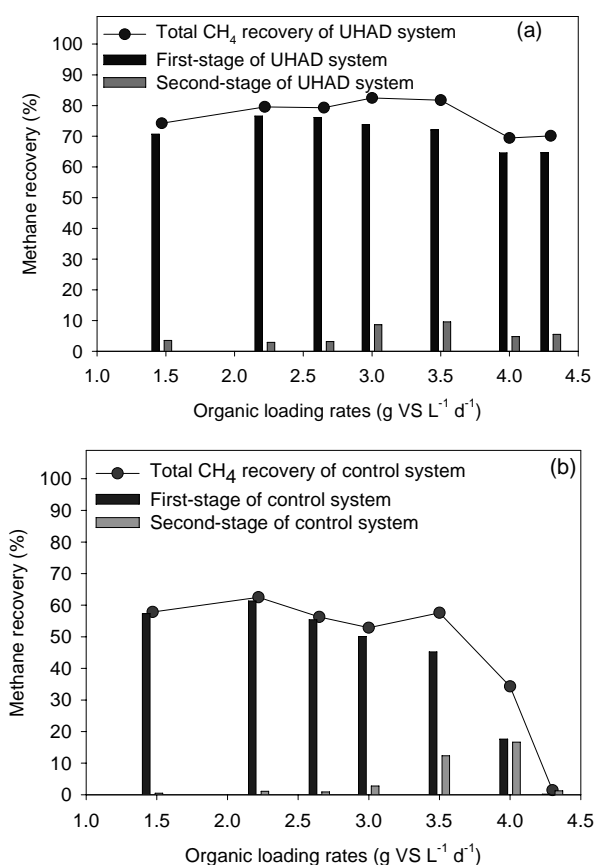 (a)
Total CH₄ recovery of UHAD system
First-stage of UHAD system
Second-stage of UHAD system
100
90
80
70
60
50
40
30
20
10
0
Methane recovery (%)
1.0 1.5 2.0 2.5 3.0 3.5 4.0 4.5
Organic loading rates (g VS L⁻¹ d⁻¹)
(b)
Total CH4 recovery of control system
First-stage of control system
Second-stage of control system
100
90
80
70
60
50
40
30
20
10
0
Methane recovery (%)
1.0 1.5 2.0 2.5 3.0 3.5 4.0 4.5
Organic loading rates (g VS L⁻¹ d⁻¹)